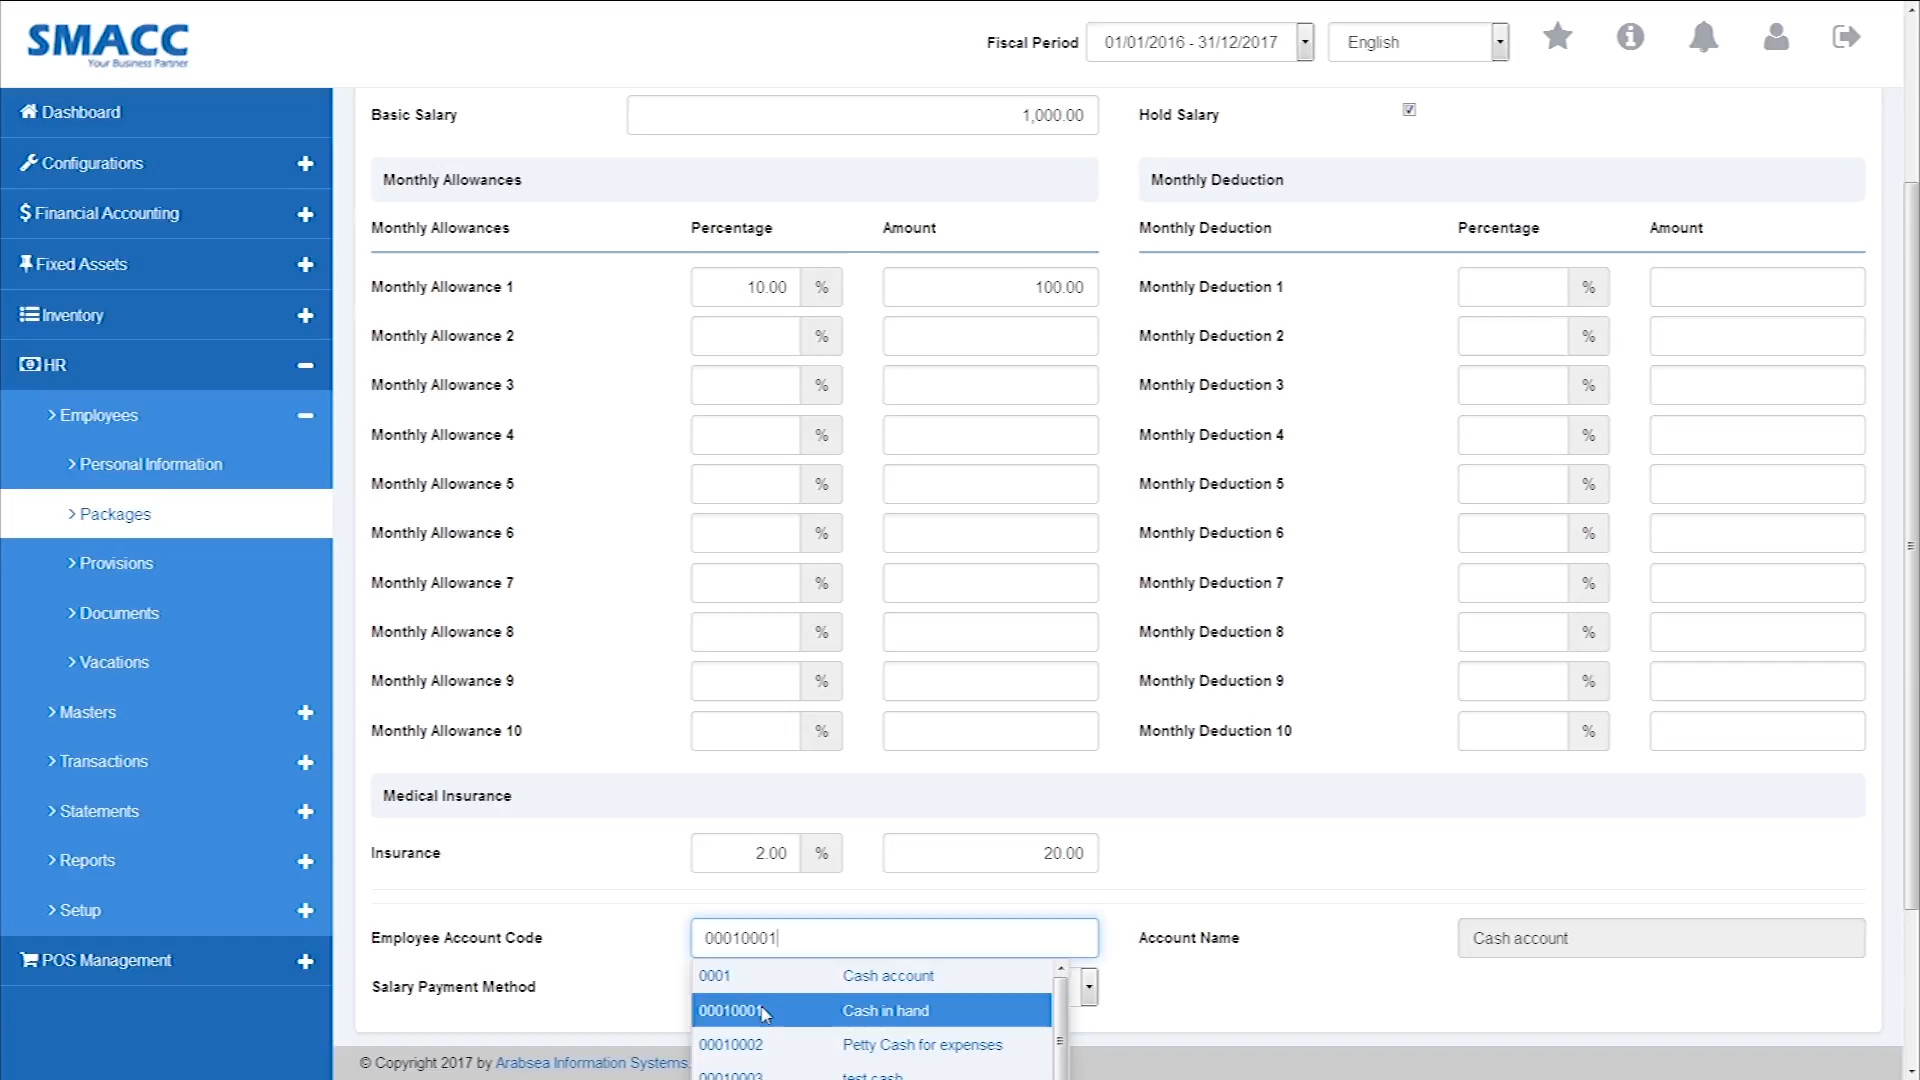 SMACC
Your Business Partner
Fiscal Period 01/01/2016 - 31/12/2017 English
Dashboard
Configurations
Financial Accounting
Fixed Assets
Inventory
HR
Employees
Personal Information
Packages
Provisions
Documents
Vacations
Masters
Transactions
Statements
Reports
Setup
POS Management
Basic Salary 1,000.00 Hold Salary
Monthly Allowances Monthly Deduction
Monthly Allowances Percentage Amount Monthly Deduction Percentage Amount
Monthly Allowance 1 10.00 % 100.00 Monthly Deduction 1 %
Monthly Allowance 2 % Monthly Deduction 2 %
Monthly Allowance 3 % Monthly Deduction 3 %
Monthly Allowance 4 % Monthly Deduction 4 %
Monthly Allowance 5 % Monthly Deduction 5 %
Monthly Allowance 6 % Monthly Deduction 6 %
Monthly Allowance 7 % Monthly Deduction 7 %
Monthly Allowance 8 % Monthly Deduction 8 %
Monthly Allowance 9 % Monthly Deduction 9 %
Monthly Allowance 10 % Monthly Deduction 10 %
Medical Insurance
Insurance 2.00 % 20.00
Employee Account Code 00010001 Account Name Cash account
Salary Payment Method
0001 Cash account
00010001 Cash in hand
00010002 Petty Cash for expenses
00010003 test cash
© Copyright 2017 by Arabsea Information Systems.